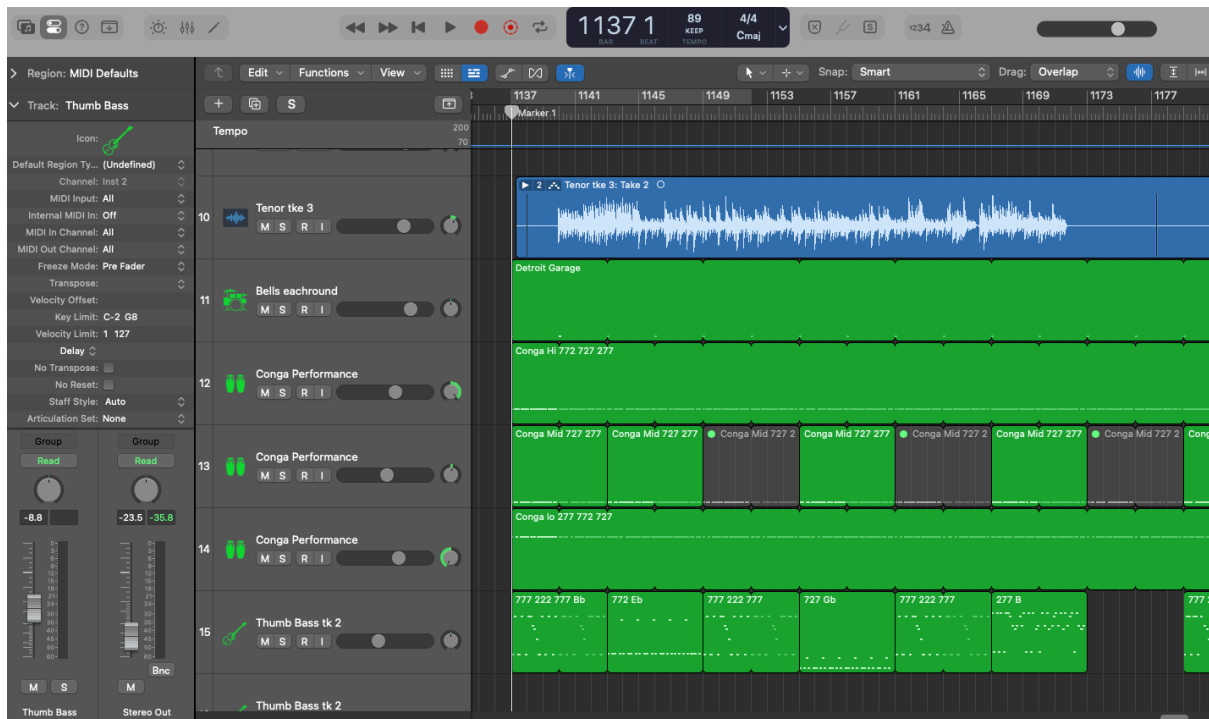 1137 1 89 4/4
KEEP Cmaj
BAR BEAT TEMPO
S 1234
Region: MIDI Defaults
Edit Functions View
Snap: Smart
Drag: Overlap
Track: Thumb Bass
S
1137 1141 1145 1149 1153 1157 1161 1165 1169 1173 1177
Marker 1
Icon:
Tempo
200
70
Default Region Ty... (Undefined)
Channel: Inst 2
MIDI Input: All
Internal MIDI In: Off
MIDI In Channel: All
MIDI Out Channel: All
Freeze Mode: Pre Fader
Transpose:
Velocity Offset:
Key Limit: C-2 G8
Velocity Limit: 1 127
Delay
No Transpose:
No Reset:
Staff Style: Auto
Articulation Set: None
Group Group
Read Read
-8.8 -23.5 -35.8
Bnc
M S M
Thumb Bass Stereo Out
10 Tenor tke 3
M S R I
2 Tenor tke 3: Take 2
11 Bells eachround
M S R I
Detroit Garage
12 Conga Performance
M S R I
Conga Hi 772 727 277
13 Conga Performance
M S R I
Conga Mid 727 277 Conga Mid 727 277 Conga Mid 727 2 Conga Mid 727 277 Conga Mid 727 2 Conga Mid 727 277 Conga Mid 727 2 Cong
14 Conga Performance
M S R I
Conga lo 277 772 727
15 Thumb Bass tk 2
M S R I
777 222 777 Bb 772 Eb 777 222 777 727 Gb 777 222 777 277 B 777
Thumb Bass tk 2